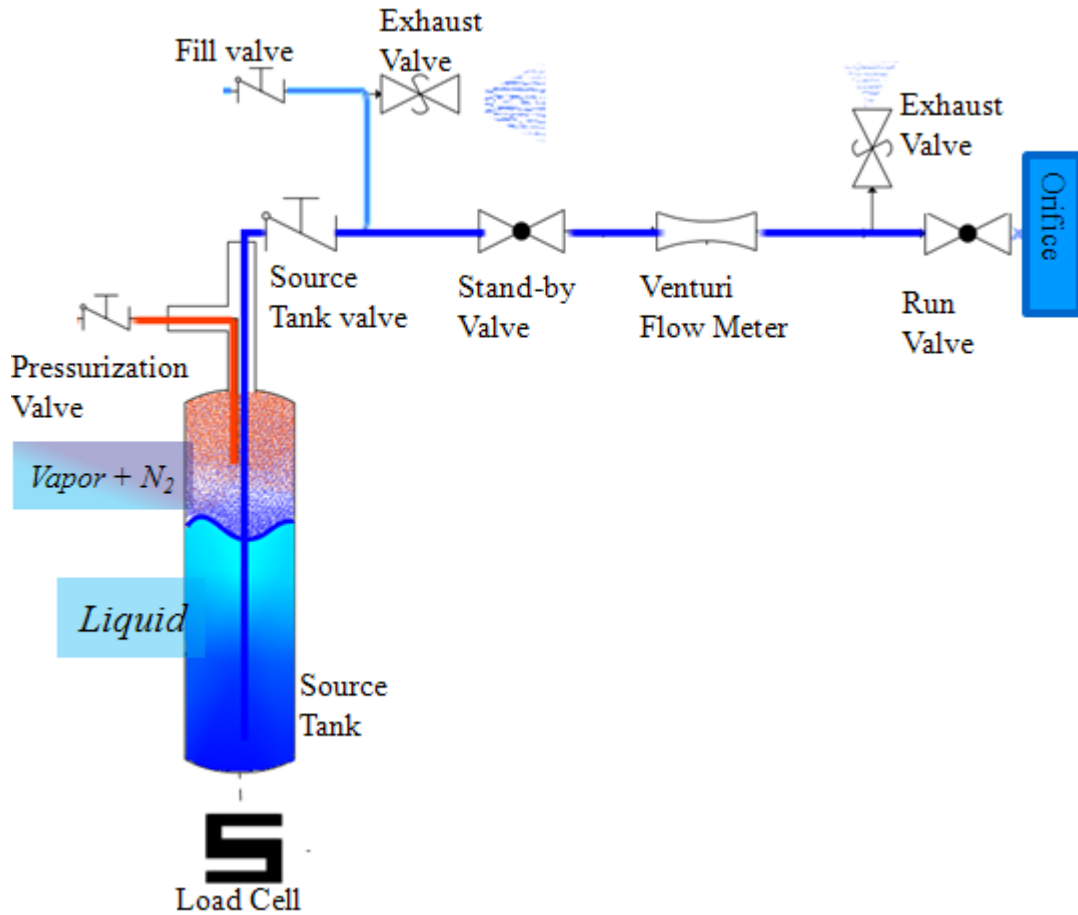 Exhaust
Valve
Fill valve
Exhaust
Valve
Orifice
Source
Tank valve
Stand-by
Valve
Venturi
Flow Meter
Run
Valve
Pressurization
Valve
Vapor + N₂
Liquid
Source
Tank
Load Cell